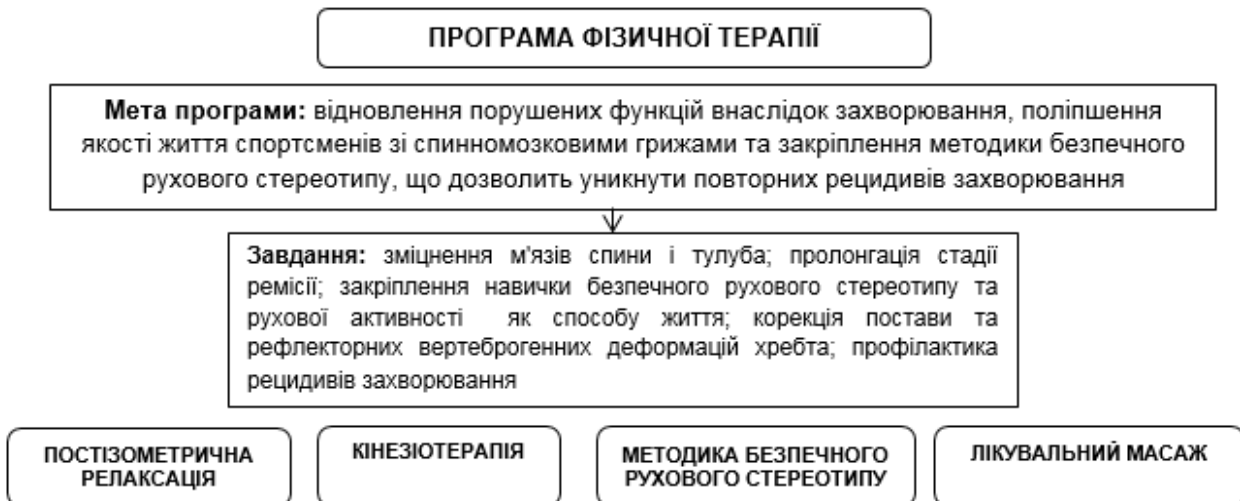 ПРОГРАМА ФІЗИЧНОЇ ТЕРАПІЇ
Мета програми: відновлення порушених функцій внаслідок захворювання, поліпшення
якості життя спортсменів зі спинномозковими грижами та закріплення методики безпечного
рухового стереотипу, що дозволить уникнути повторних рецидивів захворювання
Завдання: зміцнення м'язів спини і тулуба; пролонгація стадії
ремісії; закріплення навички безпечного рухового стереотипу та
рухової активності як способу життя; корекція постави та
рефлекторних вертеброгенних деформацій хребта; профілактика
рецидивів захворювання
ПОСТІЗОМЕТРИЧНА
РЕЛАКСАЦІЯ
КІНЕЗІОТЕРАПІЯ
МЕТОДИКА БЕЗПЕЧНОГО
РУХОВОГО СТЕРЕОТИПУ
ЛІКУВАЛЬНИЙ МАСАЖ